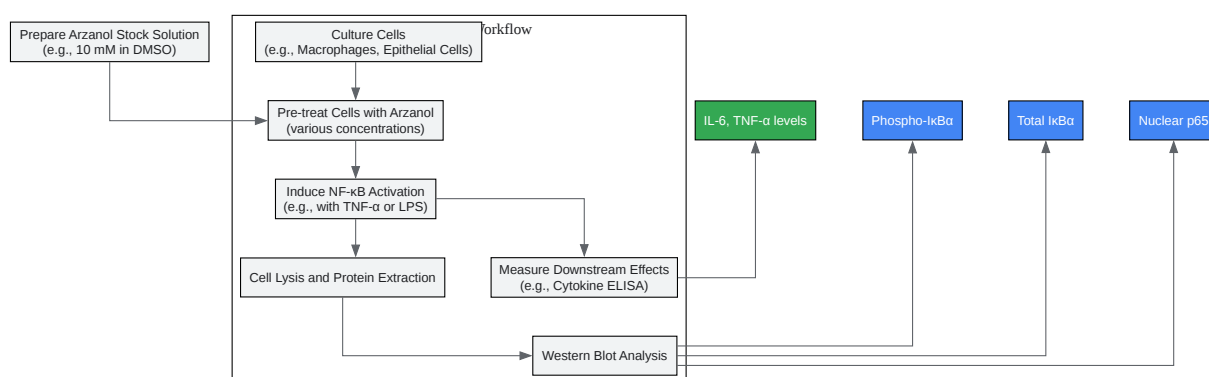 Prepare Arzanol Stock Solution
(e.g., 10 mM in DMSO)
Culture Cells
(e.g., Macrophages, Epithelial Cells)
Pre-treat Cells with Arzanol
(various concentrations)
Induce NF-κB Activation
(e.g., with TNF-α or LPS)
Cell Lysis and Protein Extraction
Measure Downstream Effects
(e.g., Cytokine ELISA)
Western Blot Analysis
IL-6, TNF-α levels
Phospho-IκBα
Total IκBα
Nuclear p65